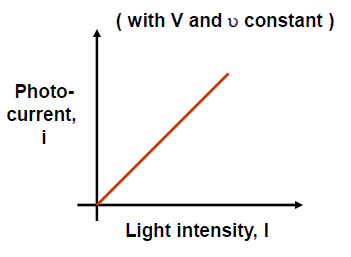 ( with V and υ constant )
Photo-
current,
i
Light intensity, I